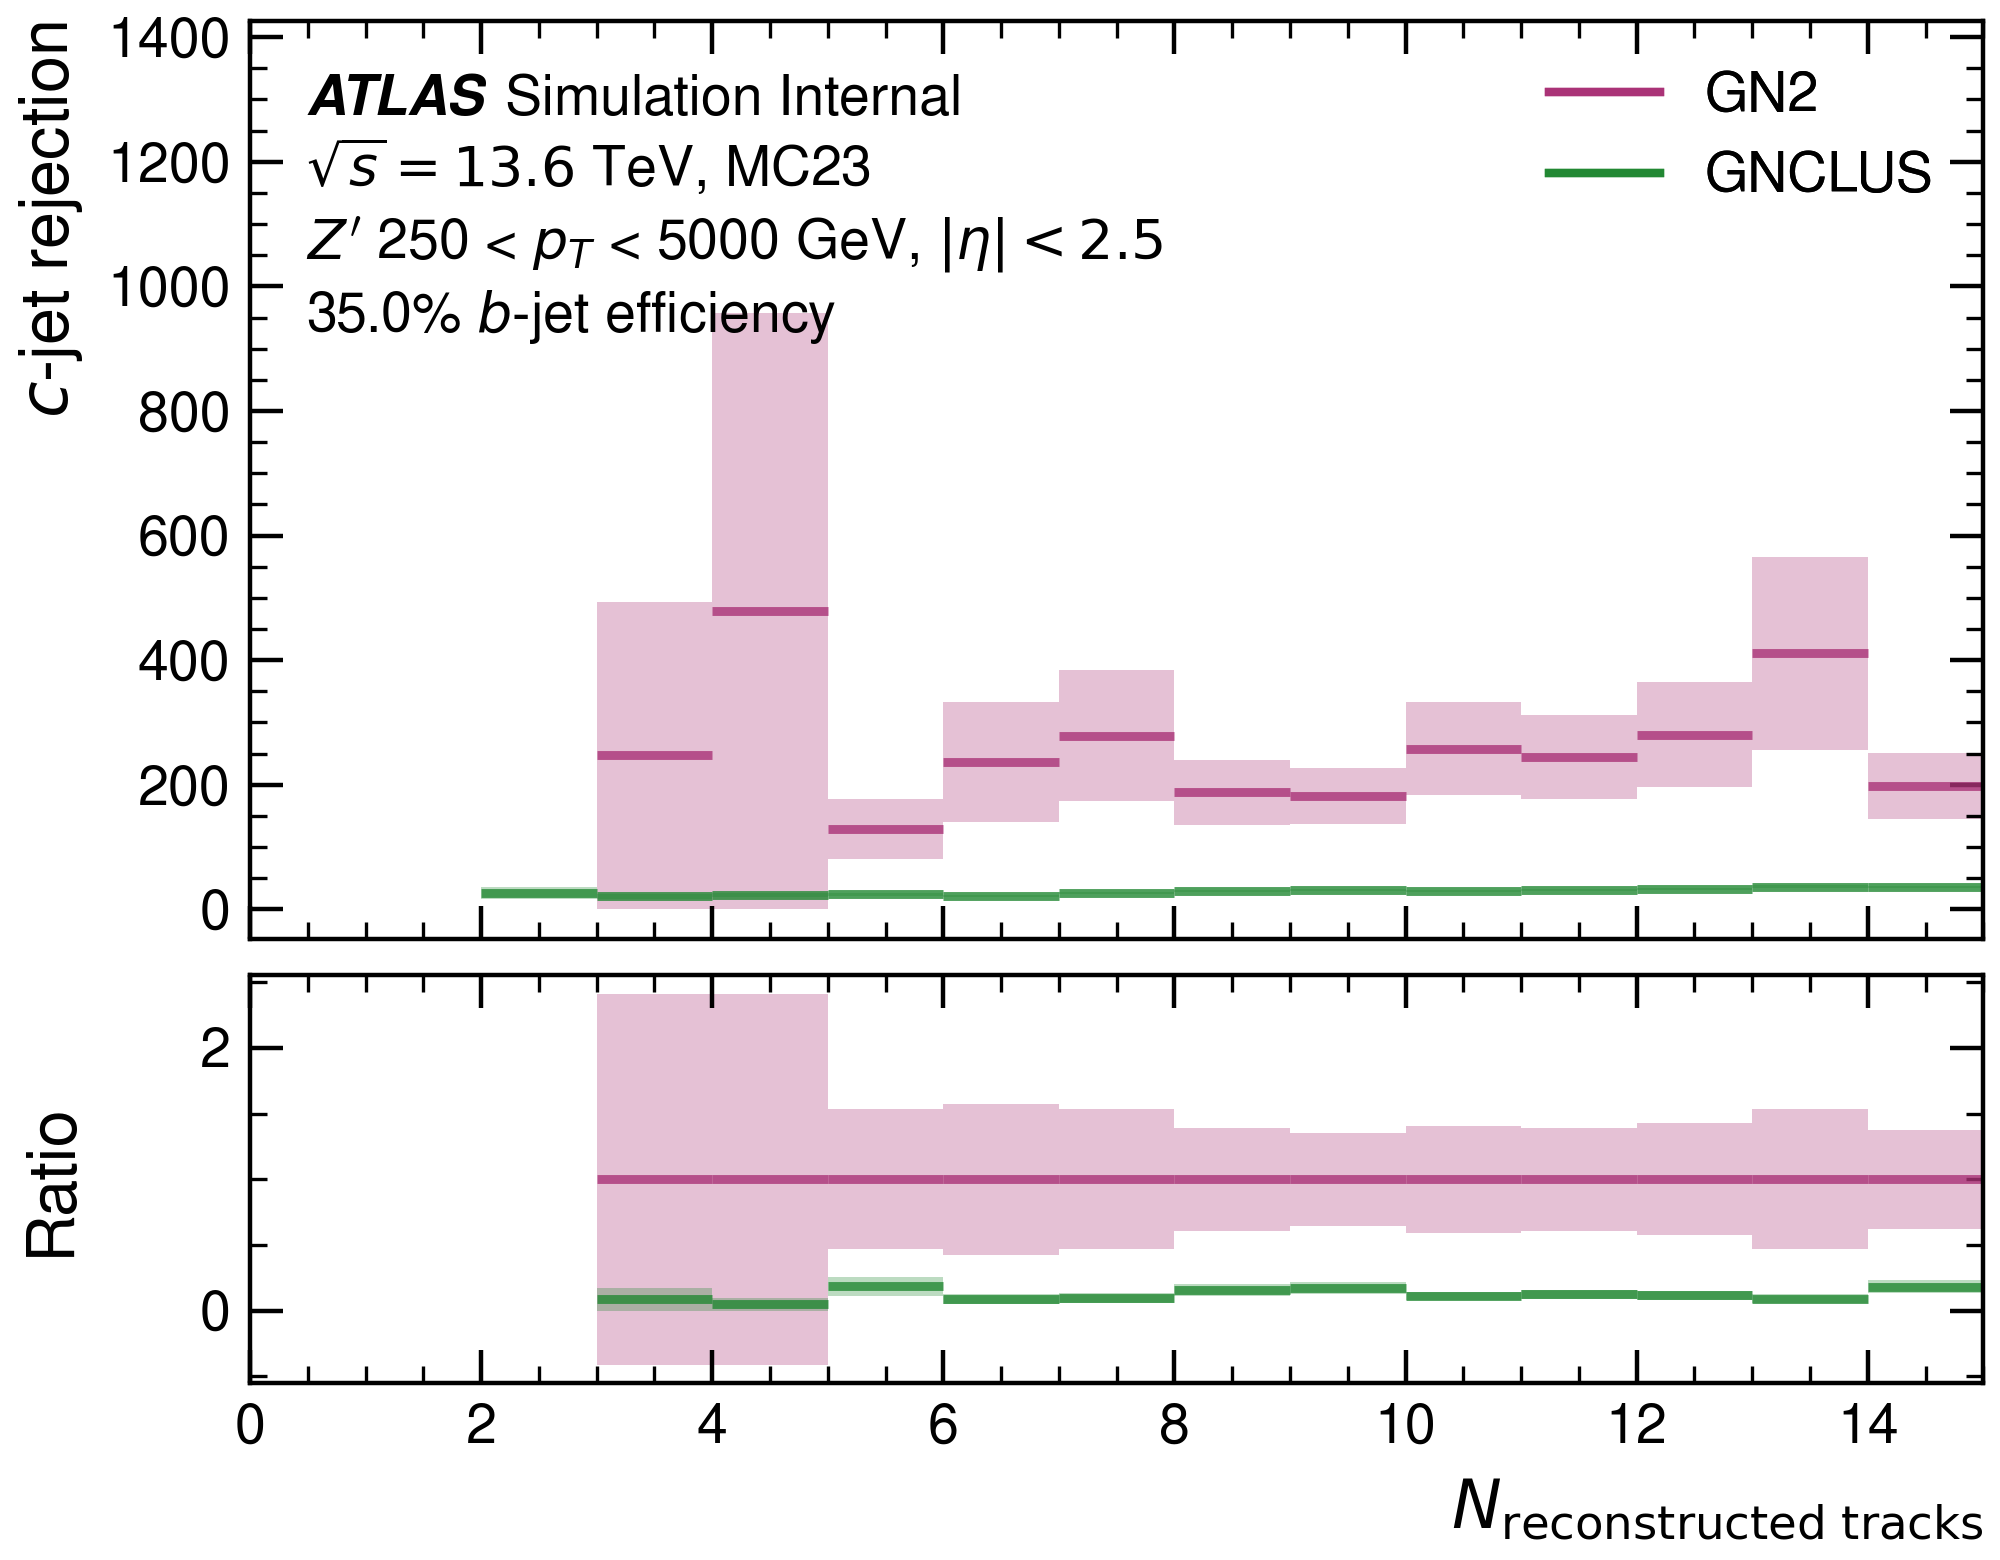 c-jet rejection
1400
1200
1000
800
600
400
200
0
ATLAS Simulation Internal
√s = 13.6 TeV, MC23
Z′ 250 < pT < 5000 GeV, |η| < 2.5
35.0% b-jet efficiency
GN2
GNCLUS
Ratio
2
0
0 2 4 6 8 10 12 14
Nreconstructed tracks